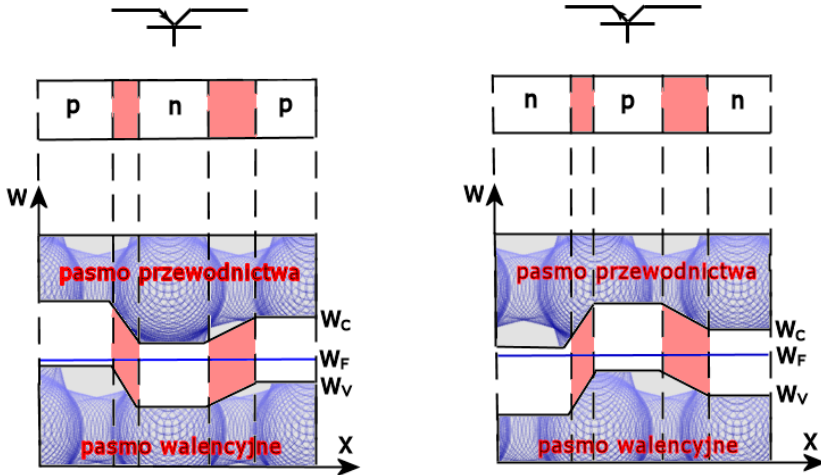 p n p
n p n
W
pasmo przewodnictwa
W_C
W_F
W_V
pasmo walencyjne
X
W
pasmo przewodnictwa
W_C
W_F
W_V
pasmo walencyjne
X